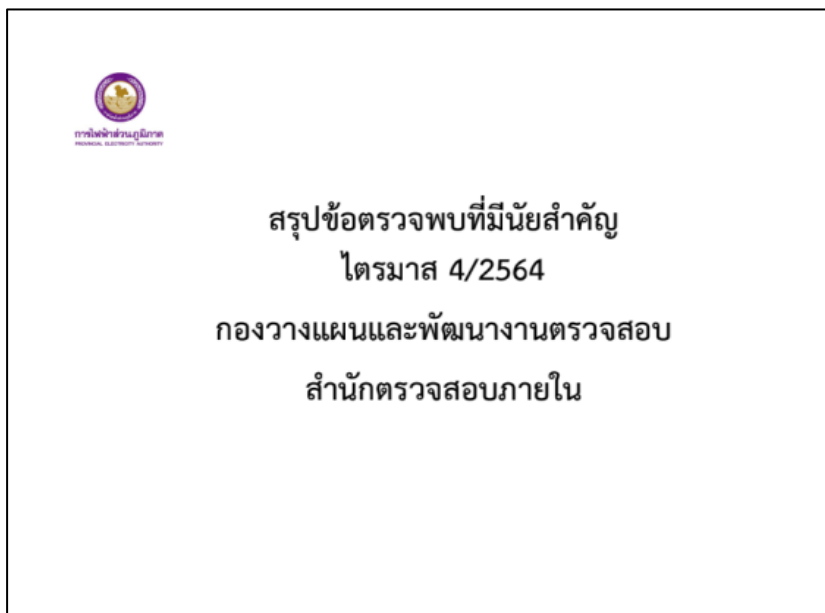 การไฟฟ้าส่วนภูมิภาค
PROVINCIAL ELECTRICITY AUTHORITY
สรุปข้อตรวจพบที่มีนัยสำคัญ
ไตรมาส 4/2564
กองวางแผนและพัฒนางานตรวจสอบ
สำนักตรวจสอบภายใน